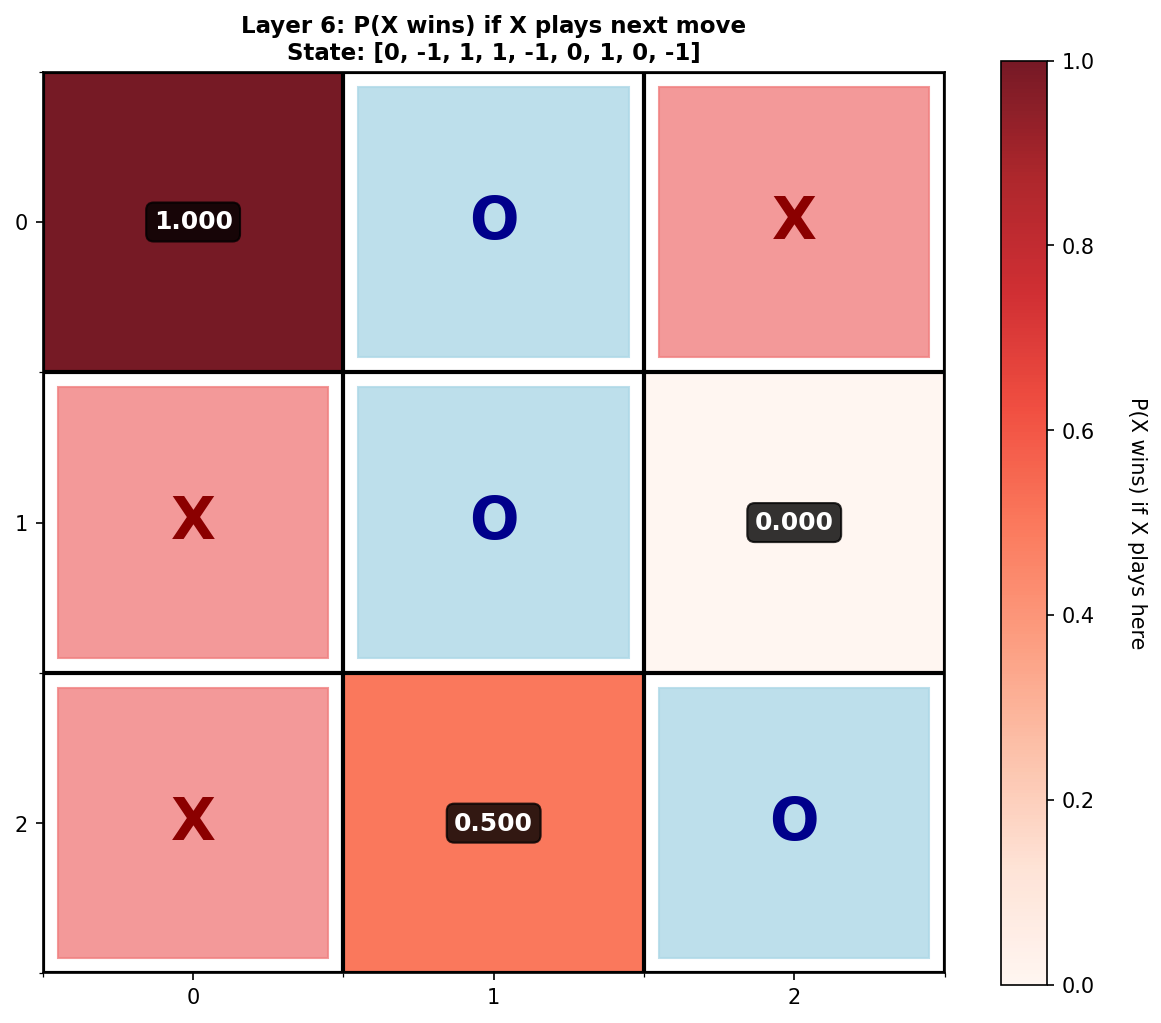 Layer 6: P(X wins) if X plays next move
State: [0, -1, 1, 1, -1, 0, 1, 0, -1]
1.000 O X
X O 0.000
X 0.500 O
0
1
2
0 1 2
1.0
0.8
0.6
0.4
0.2
0.0
P(X wins) if X plays here